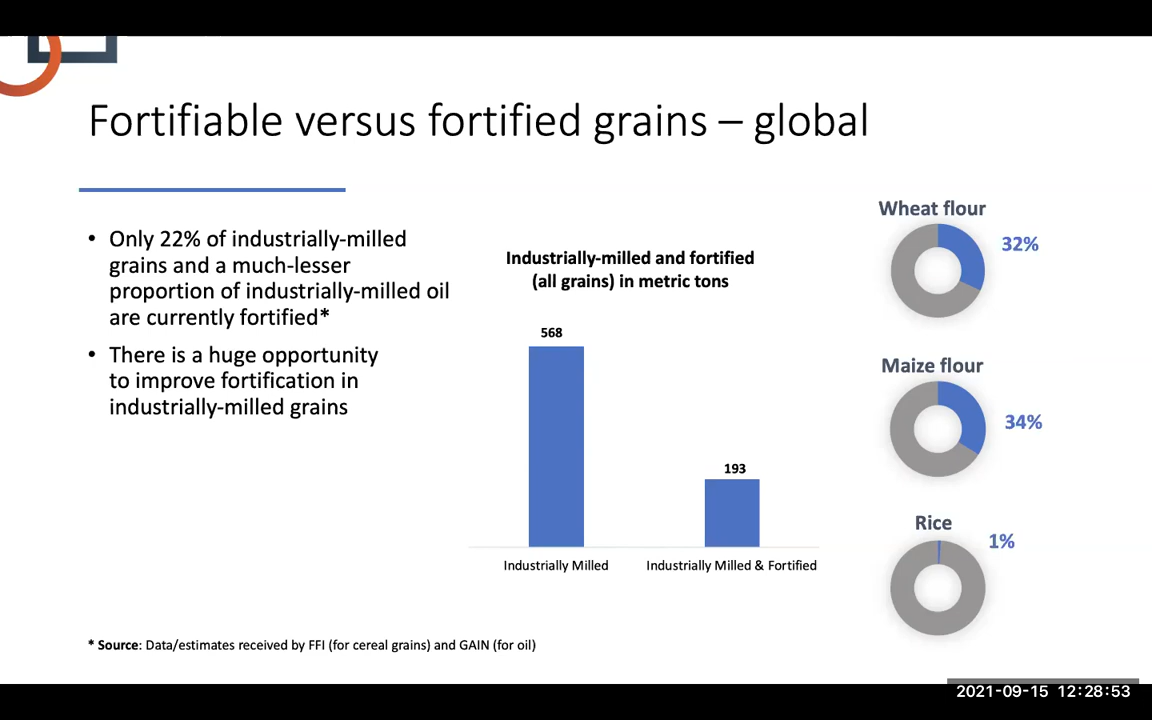 Fortifiable versus fortified grains – global
• Only 22% of industrially-milled
grains and a much-lesser
proportion of industrially-milled oil
are currently fortified*
• There is a huge opportunity
to improve fortification in
industrially-milled grains
Industrially-milled and fortified
(all grains) in metric tons
568
193
Industrially Milled
Industrially Milled & Fortified
Wheat flour
32%
Maize flour
34%
Rice
1%
* Source: Data/estimates received by FFI (for cereal grains) and GAIN (for oil)
2021-09-15 12:28:53